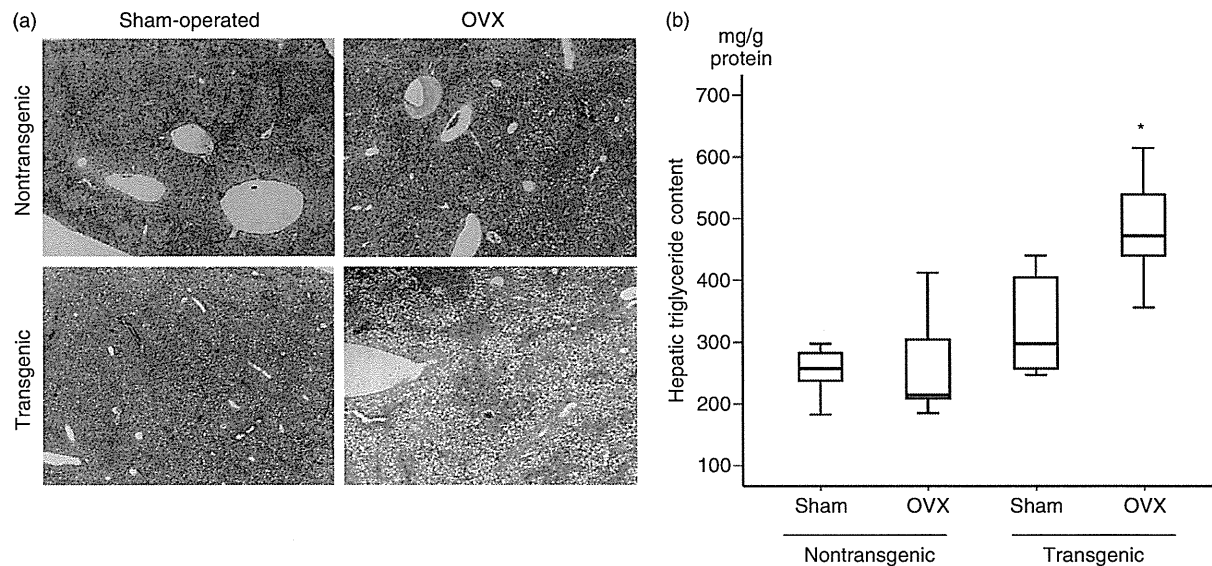 (a)
Sham-operated
OVX
Nontransgenic
Transgenic
(b)
mg/g
protein
Hepatic triglyceride content
700
600
500
400
300
200
100
*
Sham
OVX
Sham
OVX
Nontransgenic
Transgenic